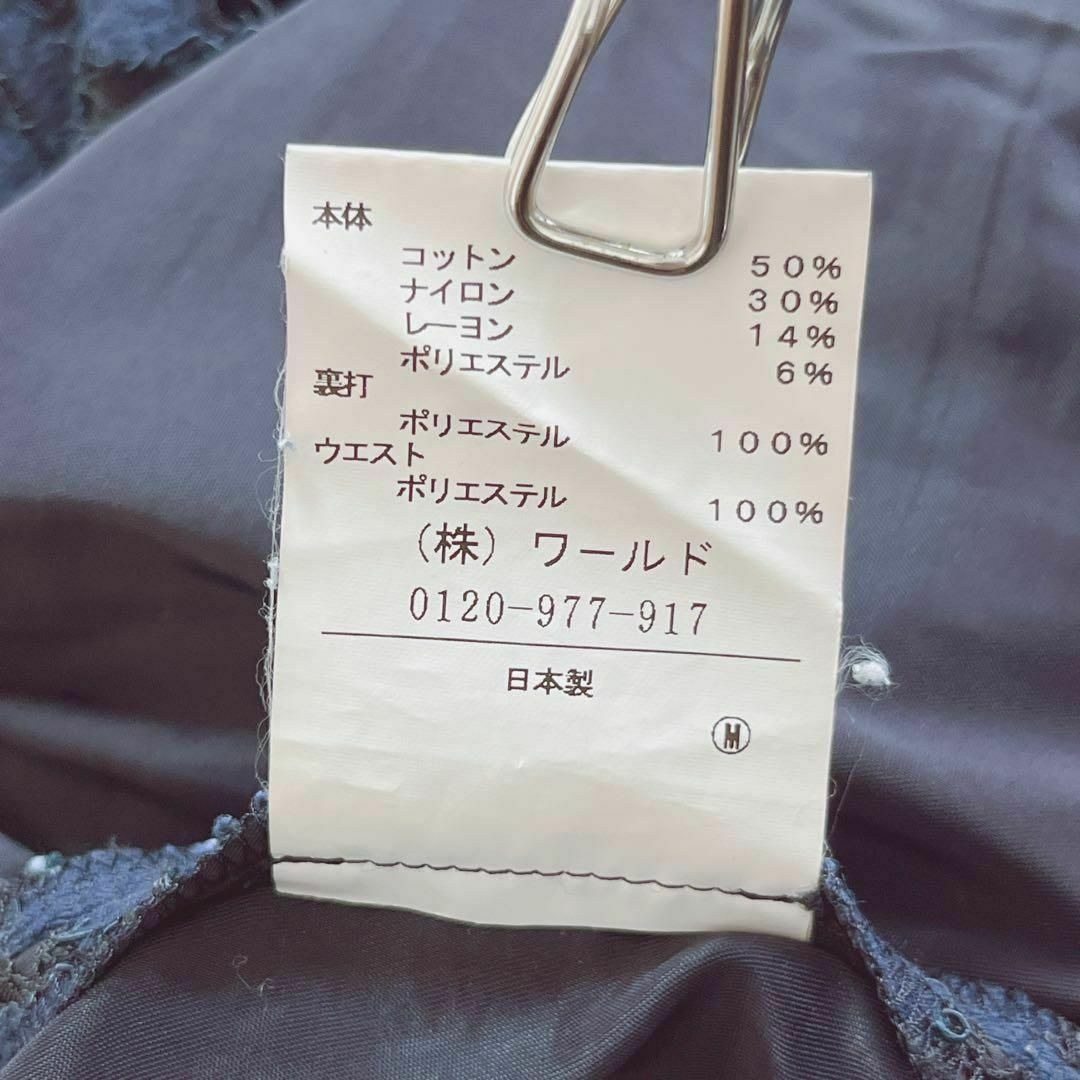 本体
コットン 50%
ナイロン 30%
レーヨン 14%
ポリエステル 6%
裏打
ポリエステル 100%
ウエスト
ポリエステル 100%
(株) ワールド
0120-977-917
日本製